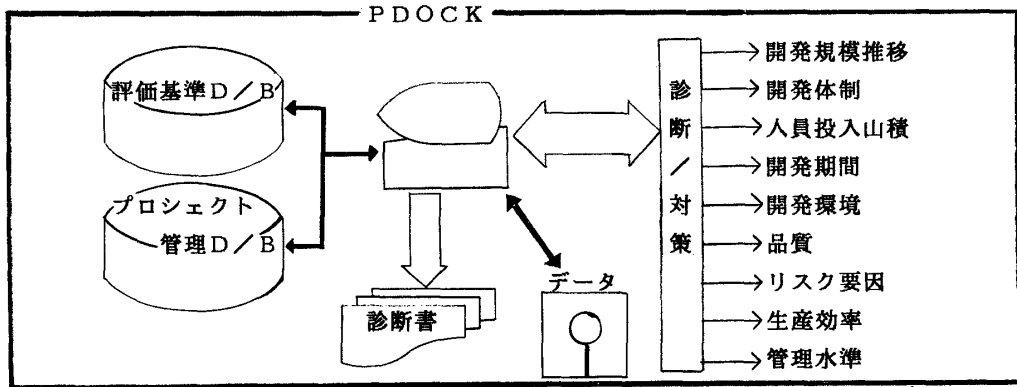 PDOCK
評価基準D／B
プロシェクト
管理D／B
診断書
データ
診断／対策
開発規模推移
開発体制
人員投入山積
開発期間
開発環境
品質
リスク要因
生産効率
管理水準